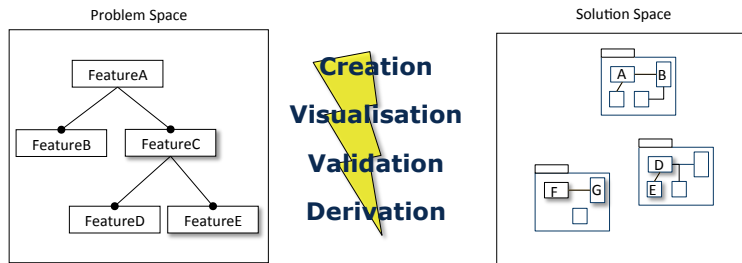 Problem Space
Solution Space
FeatureA
FeatureB
FeatureC
FeatureD
FeatureE
Creation
Visualisation
Validation
Derivation
A
B
D
E
F
G